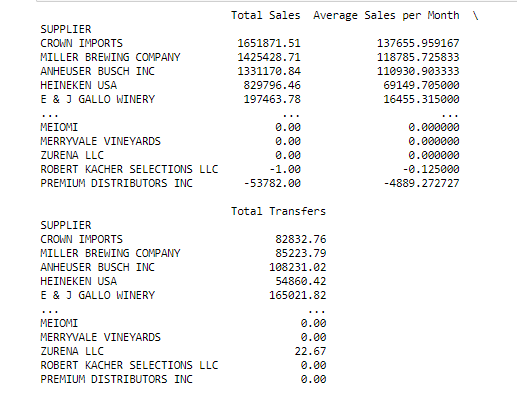 Total Sales  Average Sales per Month  \
SUPPLIER
CROWN IMPORTS  1651871.51  137655.959167
MILLER BREWING COMPANY  1425428.71  118785.725833
ANHEUSER BUSCH INC  1331170.84  110930.903333
HEINEKEN USA  829796.46  69149.705000
E & J GALLO WINERY  197463.78  16455.315000
...  ...  ...
MEIOMI  0.00  0.000000
MERRYVALE VINEYARDS  0.00  0.000000
ZURENA LLC  0.00  0.000000
ROBERT KACHER SELECTIONS LLC  -1.00  -0.125000
PREMIUM DISTRIBUTORS INC  -53782.00  -4889.272727
Total Transfers
SUPPLIER
CROWN IMPORTS  82832.76
MILLER BREWING COMPANY  85223.79
ANHEUSER BUSCH INC  108231.02
HEINEKEN USA  54860.42
E & J GALLO WINERY  165021.82
...  ...
MEIOMI  0.00
MERRYVALE VINEYARDS  0.00
ZURENA LLC  22.67
ROBERT KACHER SELECTIONS LLC  0.00
PREMIUM DISTRIBUTORS INC  0.00